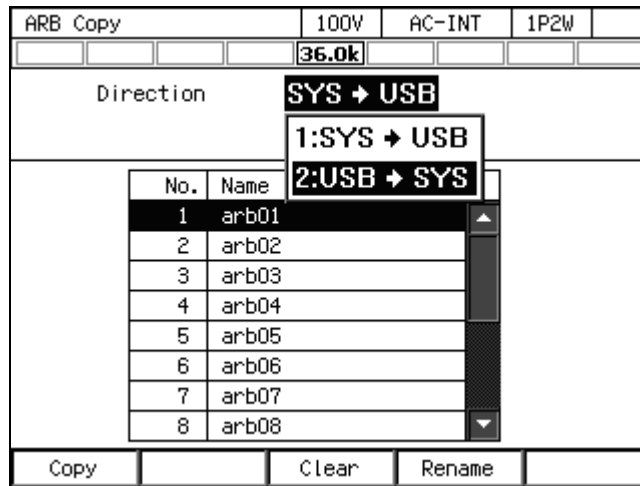 ARB Copy 100V AC-INT 1P2W
36.0k
Direction SYS → USB
1:SYS → USB
2:USB → SYS
No. Name
1 arb01
2 arb02
3 arb03
4 arb04
5 arb05
6 arb06
7 arb07
8 arb08
Copy Clear Rename